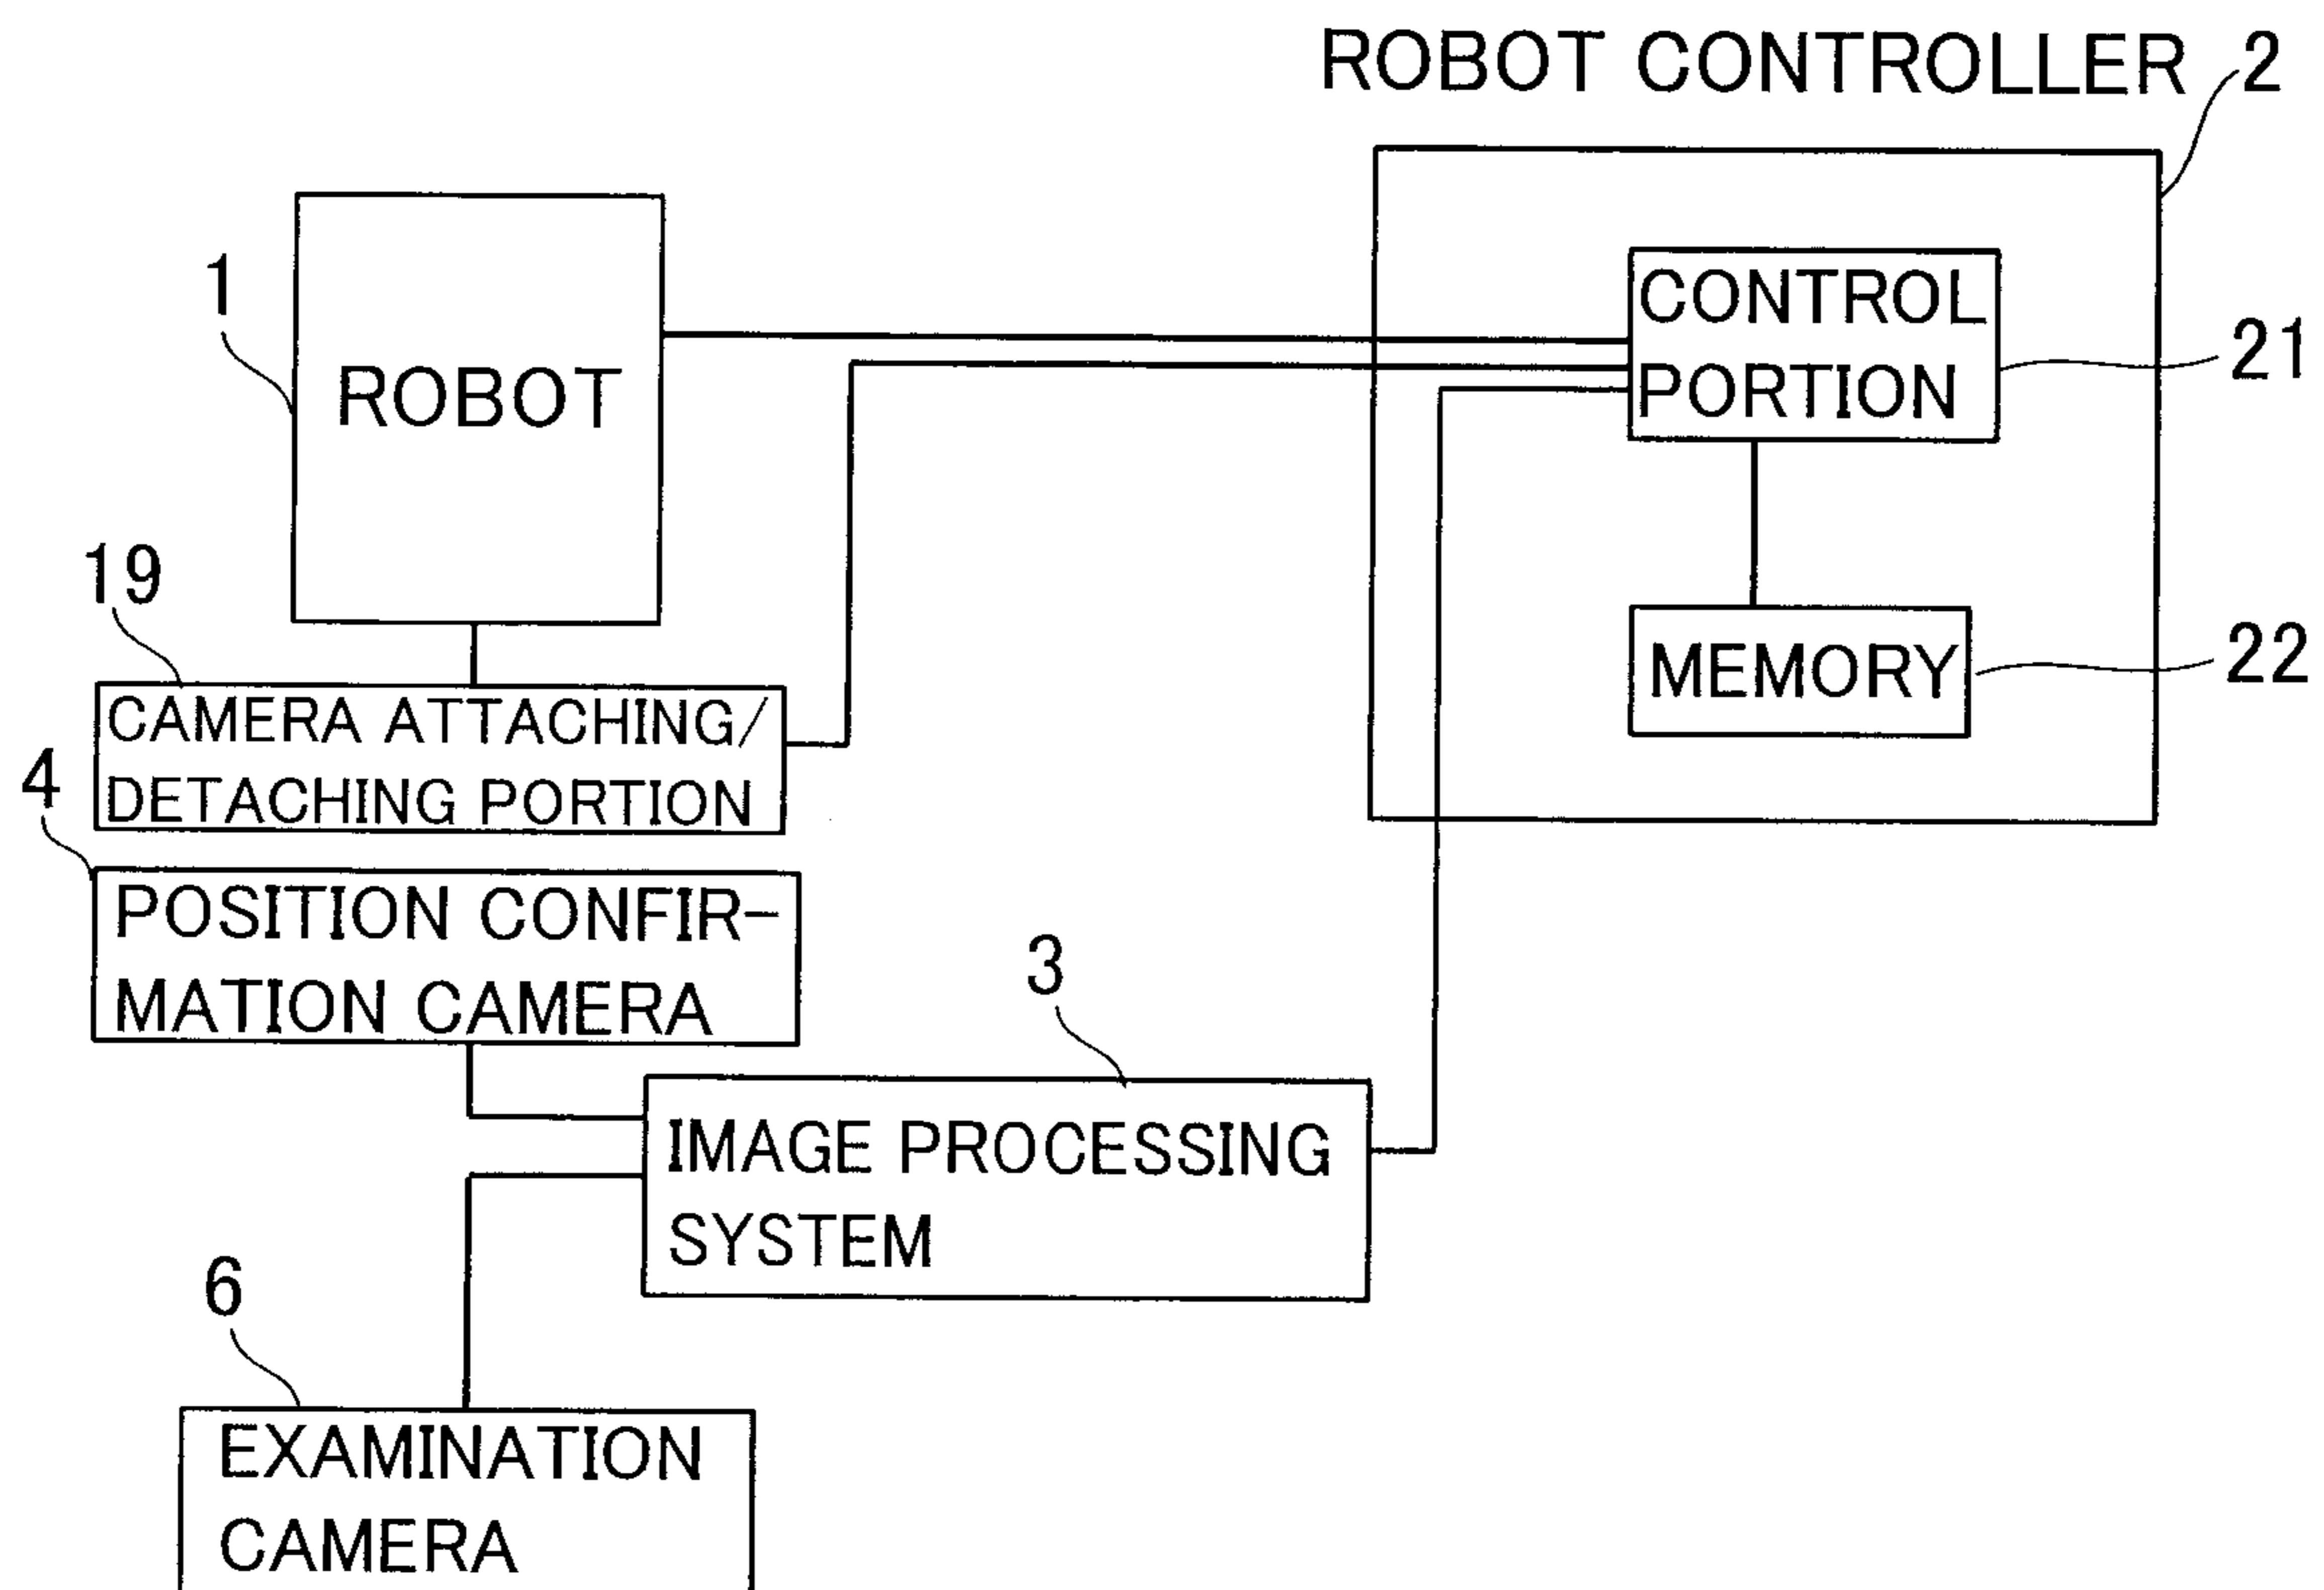 ROBOT CONTROLLER 2
1
ROBOT
CONTROL
PORTION
21
19
MEMORY
22
CAMERA ATTACHING/
DETACHING PORTION
4
POSITION CONFIR-
MATION CAMERA
3
IMAGE PROCESSING
SYSTEM
6
EXAMINATION
CAMERA